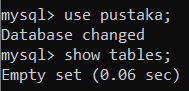 mysql> use pustaka;
Database changed
mysql> show tables;
Empty set (0.06 sec)